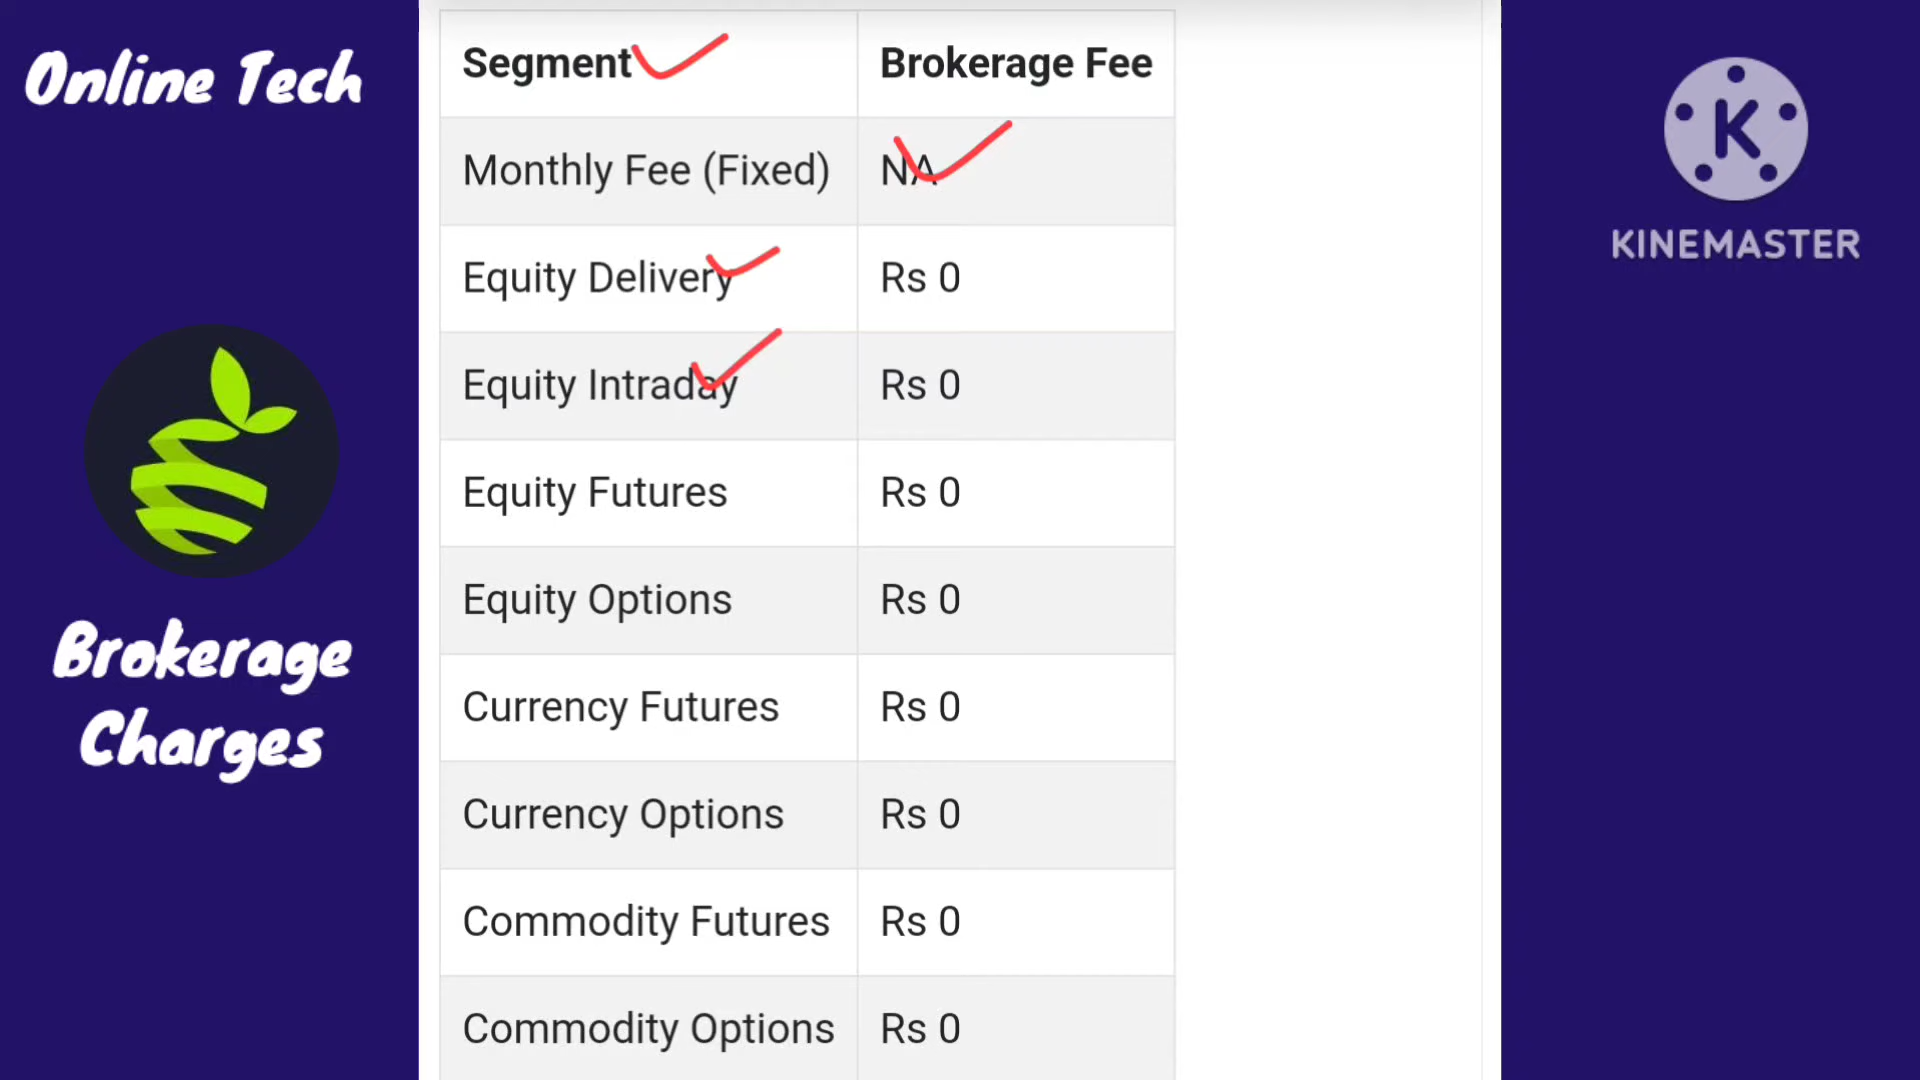 Online Tech
Brokerage
Charges
Segment Brokerage Fee
Monthly Fee (Fixed) NA
Equity Delivery Rs 0
Equity Intraday Rs 0
Equity Futures Rs 0
Equity Options Rs 0
Currency Futures Rs 0
Currency Options Rs 0
Commodity Futures Rs 0
Commodity Options Rs 0
K
KINEMASTER